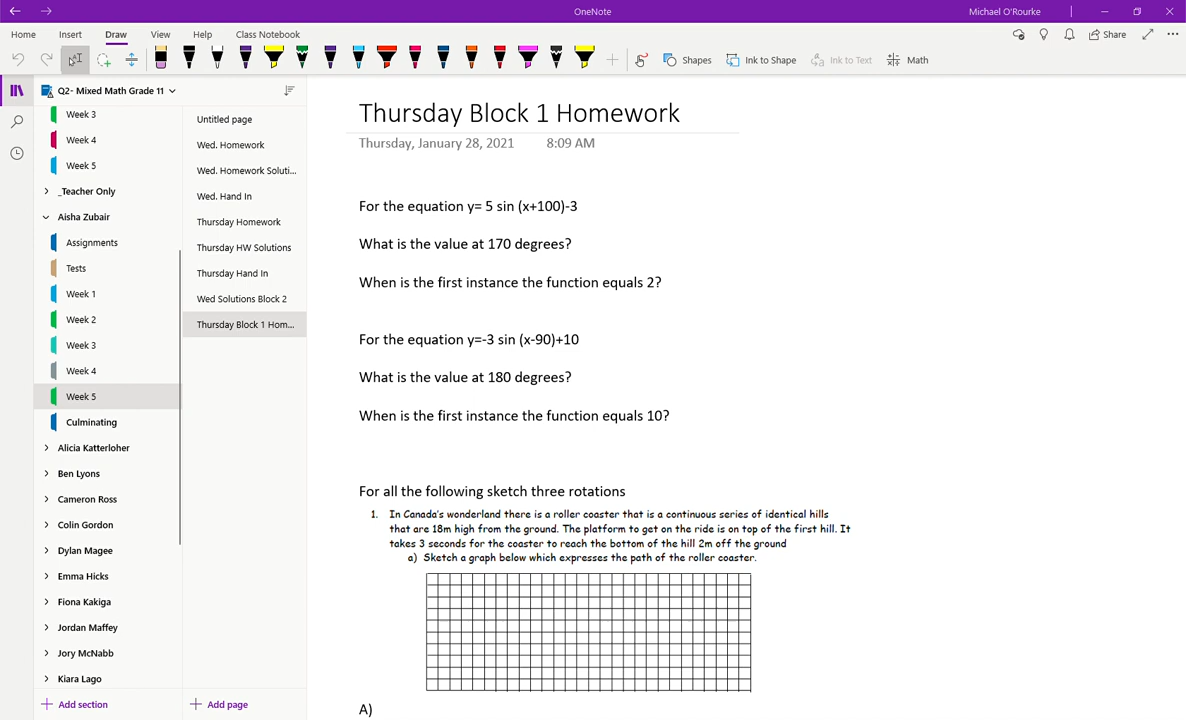 OneNote
Michael O'Rourke
Home Insert Draw View Help Class Notebook
Shapes Ink to Shape Ink to Text Math
Share
Q2- Mixed Math Grade 11
Week 3
Week 4
Week 5
_Teacher Only
Aisha Zubair
Assignments
Tests
Week 1
Week 2
Week 3
Week 4
Week 5
Culminating
Alicia Katterloher
Ben Lyons
Cameron Ross
Colin Gordon
Dylan Magee
Emma Hicks
Fiona Kakiga
Jordan Maffey
Jory McNabb
Kiara Lago
Add section
Untitled page
Wed. Homework
Wed. Homework Soluti...
Wed. Hand In
Thursday Homework
Thursday HW Solutions
Thursday Hand In
Wed Solutions Block 2
Thursday Block 1 Hom...
Add page
Thursday Block 1 Homework
Thursday, January 28, 2021 8:09 AM
For the equation y= 5 sin (x+100)-3
What is the value at 170 degrees?
When is the first instance the function equals 2?
For the equation y=-3 sin (x-90)+10
What is the value at 180 degrees?
When is the first instance the function equals 10?
For all the following sketch three rotations
1. In Canada's wonderland there is a roller coaster that is a continuous series of identical hills
that are 18m high from the ground. The platform to get on the ride is on top of the first hill. It
takes 3 seconds for the coaster to reach the bottom of the hill 2m off the ground
a) Sketch a graph below which expresses the path of the roller coaster.
A)